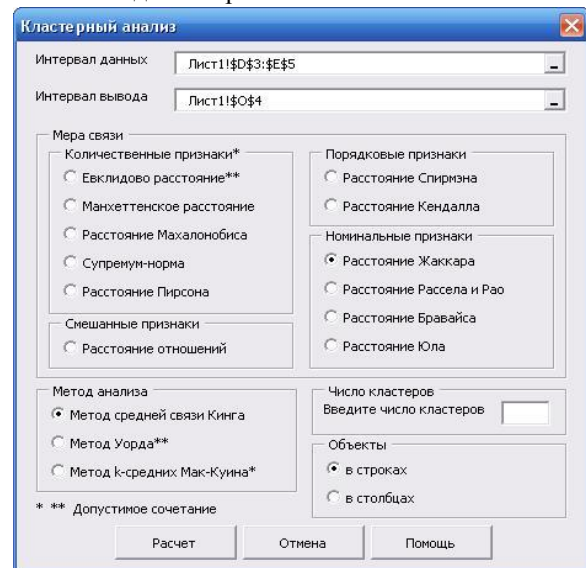 Кластерный анализ
Интервал данных
Лист1!$D$3:$E$5
Интервал вывода
Лист1!$O$4
Мера связи
Количественные признаки*
Евклидово расстояние**
Манхеттенское расстояние
Расстояние Махалонобиса
Супремум-норма
Расстояние Пирсона
Смешанные признаки
Расстояние отношений
Порядковые признаки
Расстояние Спирмэна
Расстояние Кендалла
Номинальные признаки
Расстояние Жаккара
Расстояние Рассела и Рао
Расстояние Бравайса
Расстояние Юла
Метод анализа
Метод средней связи Кинга
Метод Уорда**
Метод k-средних Мак-Куина*
* ** Допустимое сочетание
Число кластеров
Введите число кластеров
Объекты
в строках
в столбцах
Расчет
Отмена
Помощь